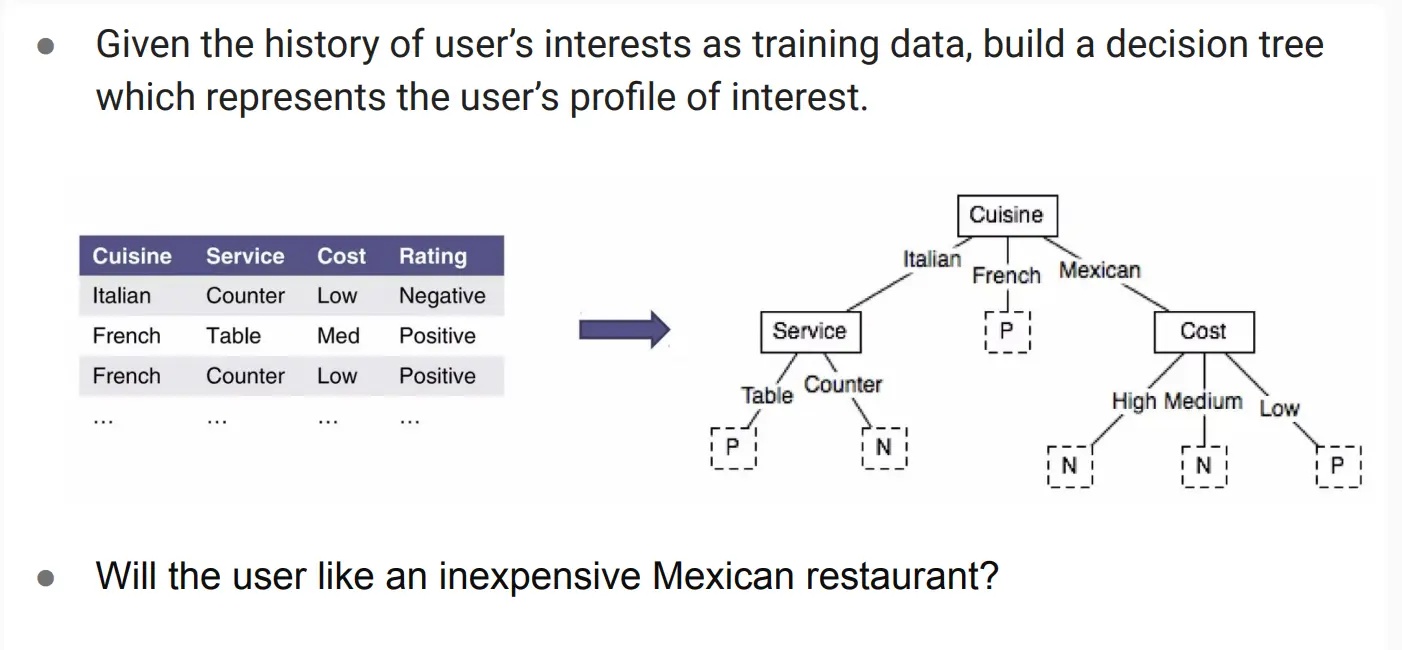 Given the history of user’s interests as training data, build a decision tree
which represents the user’s profile of interest.
Cuisine Service Cost Rating
Italian Counter Low Negative
French Table Med Positive
French Counter Low Positive
... ... ... ...
Cuisine
Italian French Mexican
Service P Cost
Table Counter
High Medium Low
P N
N N P
Will the user like an inexpensive Mexican restaurant?